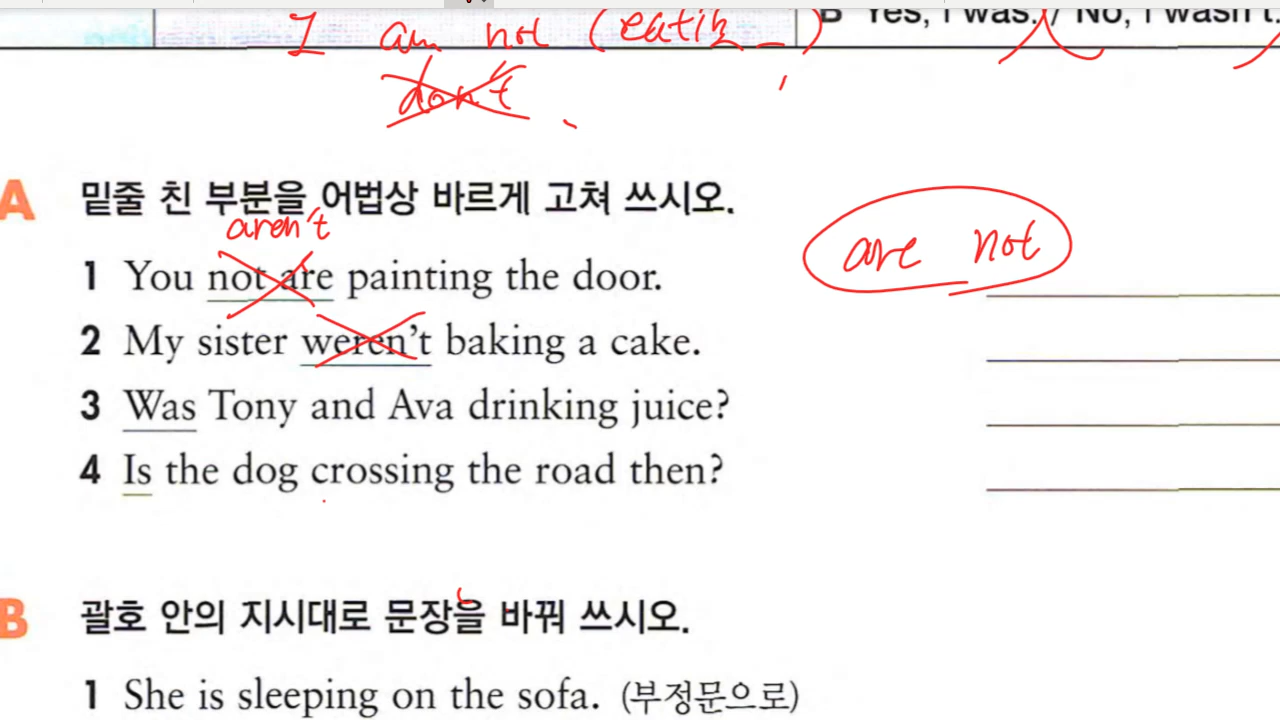 I am not (eatin
B Yes, I was. / No, I wasn't.
don't
A 밑줄 친 부분을 어법상 바르게 고쳐 쓰시오.
aren't
are not
1 You not are painting the door.
2 My sister weren't baking a cake.
3 Was Tony and Ava drinking juice?
4 Is the dog crossing the road then?
B 괄호 안의 지시대로 문장을 바꿔 쓰시오.
1 She is sleeping on the sofa. (부정문으로)